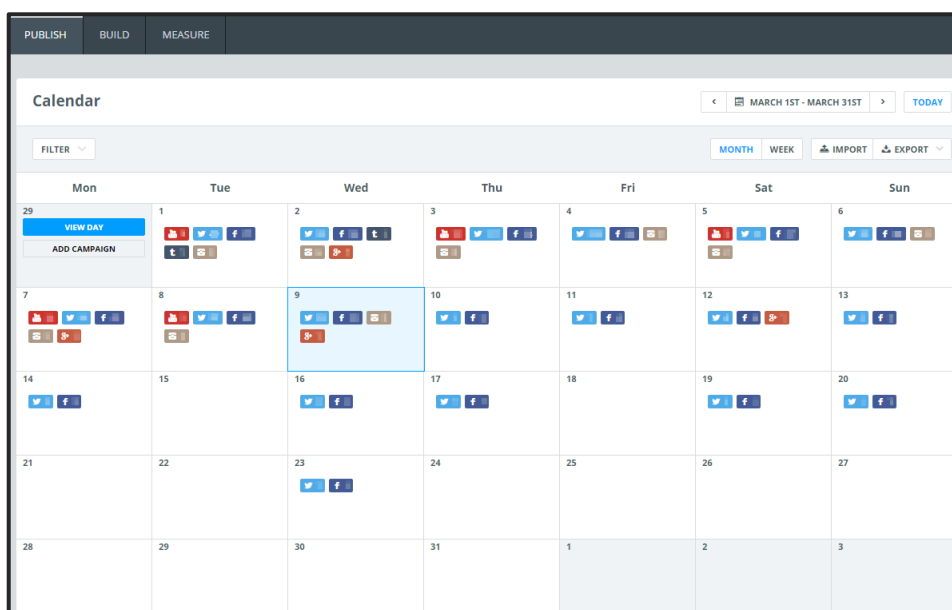 PUBLISH BUILD MEASURE
Calendar
MARCH 1ST - MARCH 31ST TODAY
FILTER MONTH WEEK IMPORT EXPORT
Mon Tue Wed Thu Fri Sat Sun
29 1 2 3 4 5 6
VIEW DAY
ADD CAMPAIGN
7 8 9 10 11 12 13
14 15 16 17 18 19 20
21 22 23 24 25 26 27
28 29 30 31 1 2 3